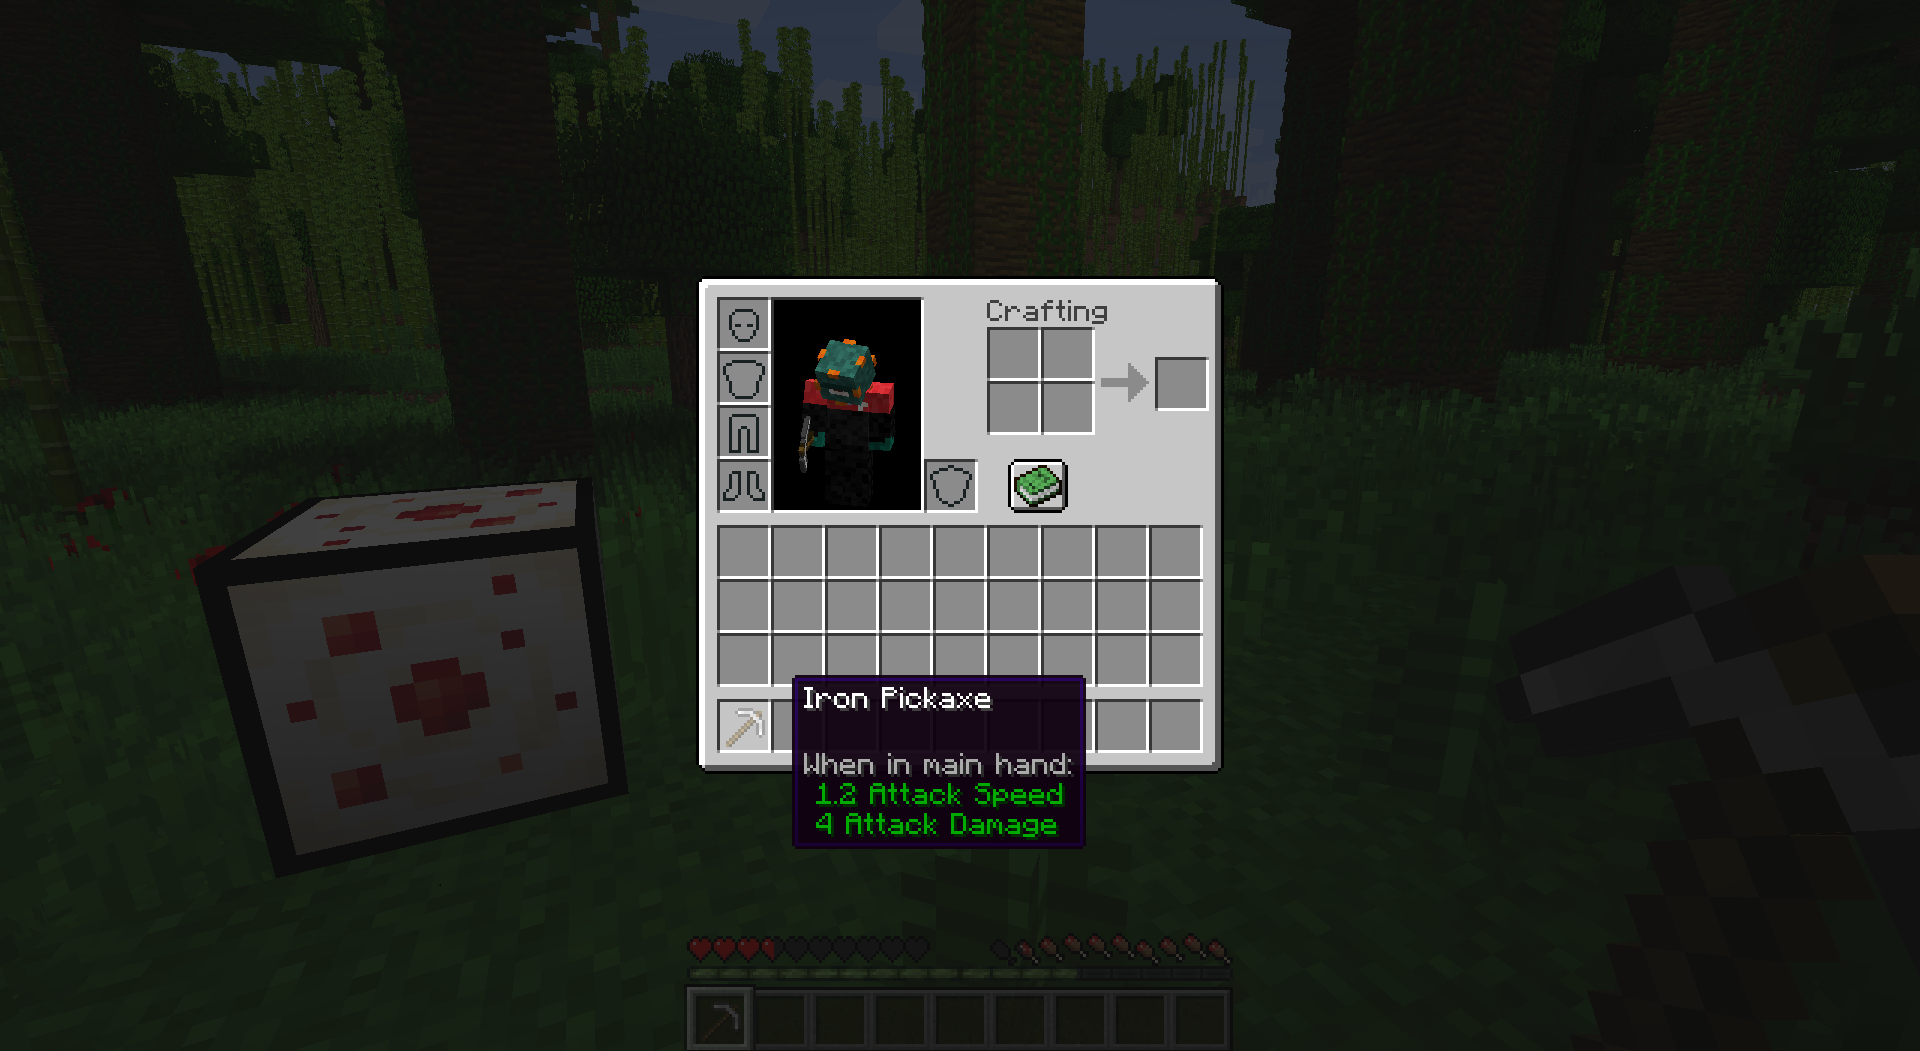 Crafting
Iron Pickaxe
When in main hand:
1.2 Attack Speed
4 Attack Damage